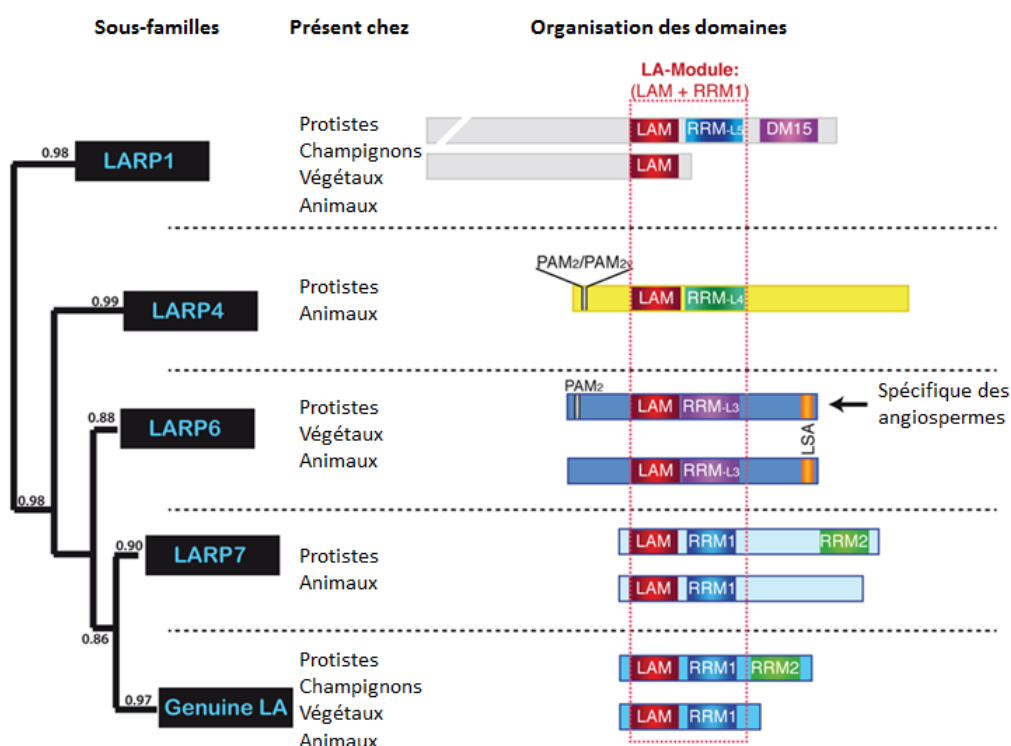 Sous-familles Présent chez Organisation des domaines
LA-Module:
(LAM + RRM1)
0.98 LARP1
Protistes
Champignons
Végétaux
Animaux
LAM RRM-L5 DM15
LAM
PAM2/PAM2
0.99 LARP4
Protistes
Animaux
LAM RRM-L4
0.88 LARP6
Protistes
Végétaux
Animaux
PAM2
LAM RRM-L3
Spécifique des
angiospermes
LSA
LAM RRM-L3
0.98
0.90 LARP7
Protistes
Animaux
LAM RRM1 RRM2
LAM RRM1
0.86
0.97 Genuine LA
Protistes
Champignons
Végétaux
Animaux
LAM RRM1 RRM2
LAM RRM1